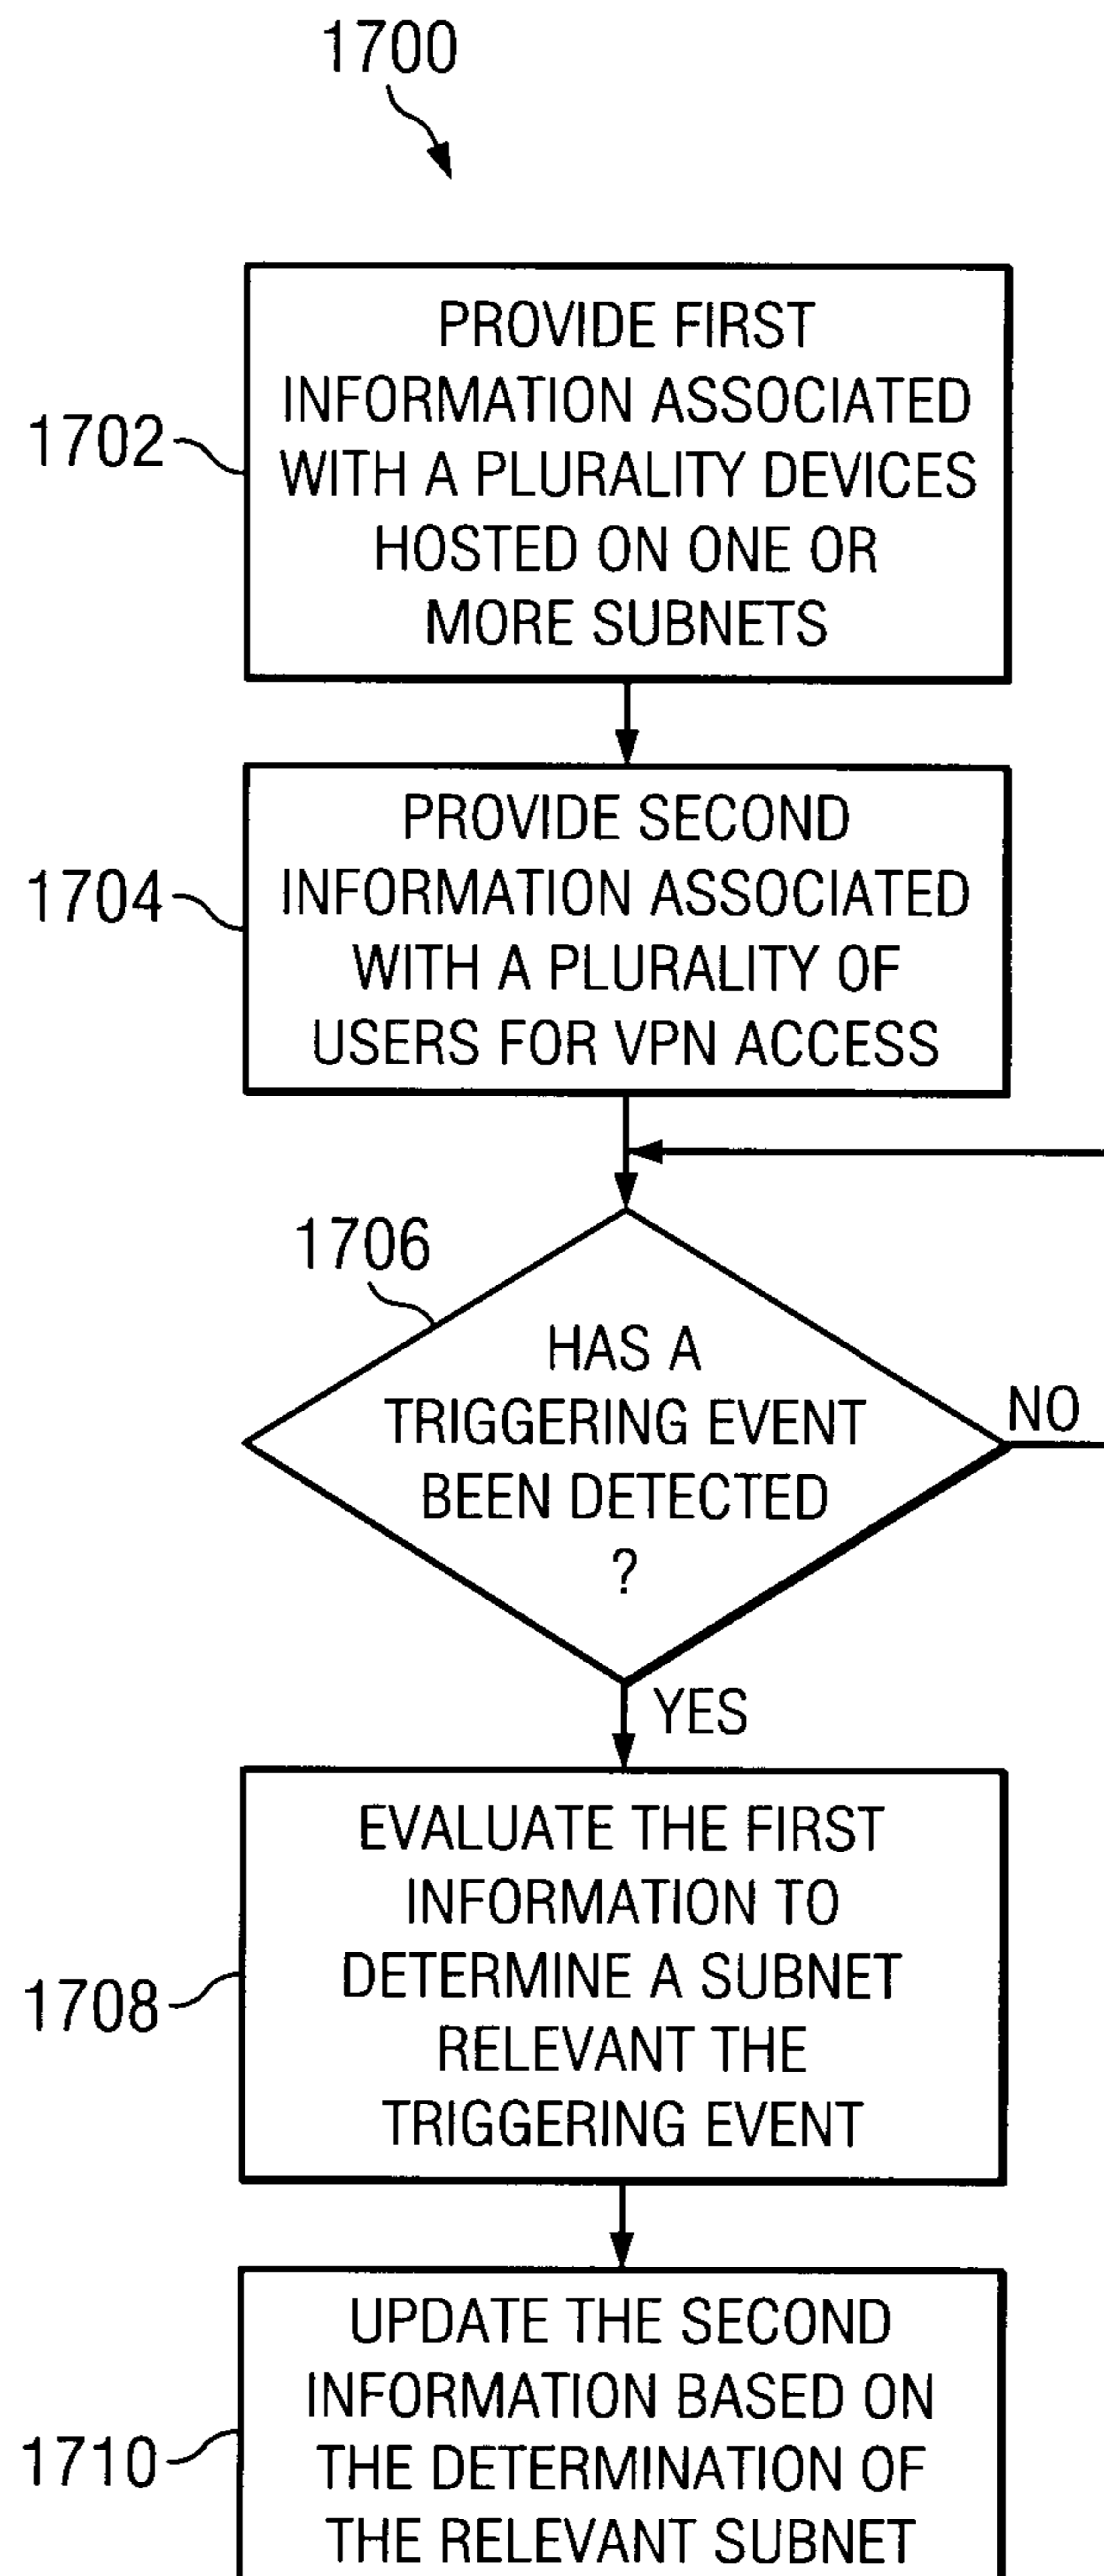 1700
PROVIDE FIRST
INFORMATION ASSOCIATED
WITH A PLURALITY DEVICES
HOSTED ON ONE OR
MORE SUBNETS
1702
PROVIDE SECOND
INFORMATION ASSOCIATED
WITH A PLURALITY OF
USERS FOR VPN ACCESS
1704
1706
HAS A
TRIGGERING EVENT
BEEN DETECTED
?
NO
YES
EVALUATE THE FIRST
INFORMATION TO
DETERMINE A SUBNET
RELEVANT THE
TRIGGERING EVENT
1708
UPDATE THE SECOND
INFORMATION BASED ON
THE DETERMINATION OF
THE RELEVANT SUBNET
1710